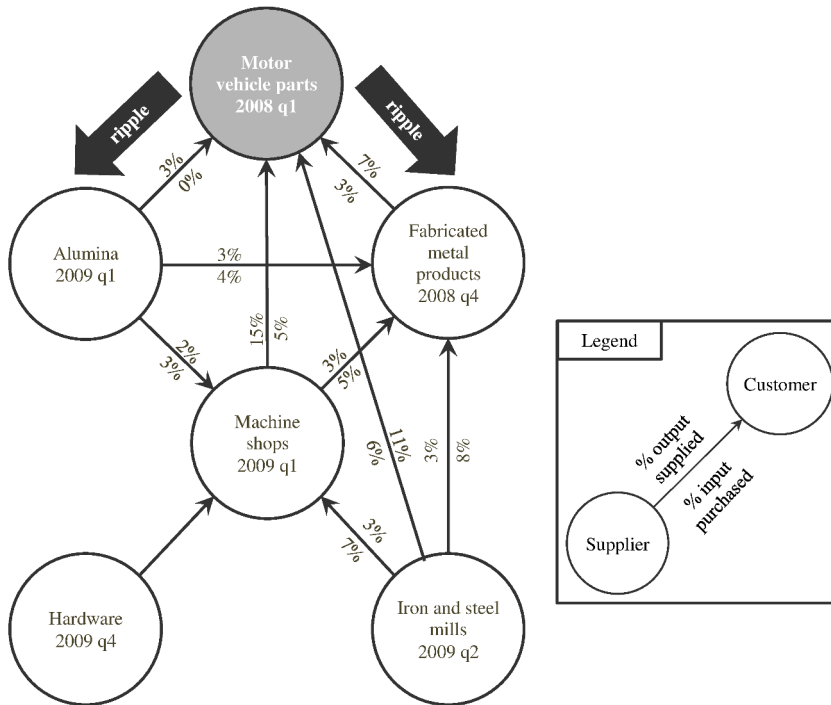 Motor
vehicle parts
2008 q1
ripple
ripple
3%
0%
7%
3%
Alumina
2009 q1
3%
4%
Fabricated
metal
products
2008 q4
2%
3%
15%
5%
3%
5%
Machine
shops
2009 q1
11%
6%
3%
8%
3%
7%
Hardware
2009 q4
Iron and steel
mills
2009 q2
Legend
Customer
% output
supplied
% input
purchased
Supplier